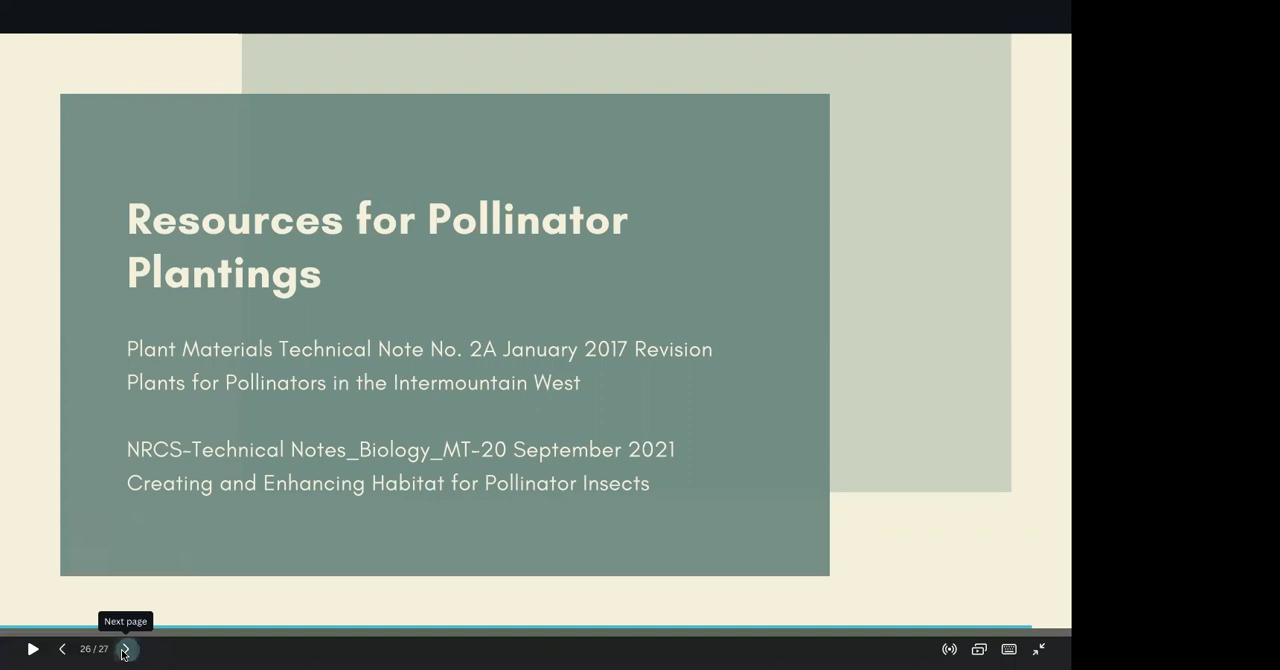 Resources for Pollinator
Plantings
Plant Materials Technical Note No. 2A January 2017 Revision
Plants for Pollinators in the Intermountain West
NRCS-Technical Notes_Biology_MT-20 September 2021
Creating and Enhancing Habitat for Pollinator Insects
Next page
26 / 27